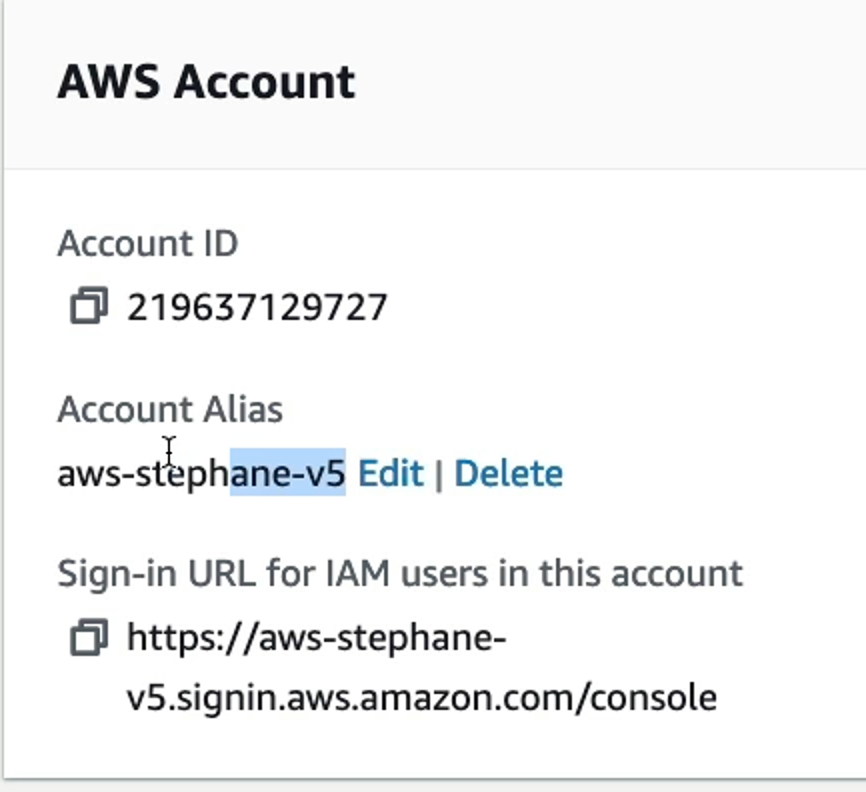 AWS Account
Account ID
219637129727
Account Alias
aws-stephane-v5 Edit | Delete
Sign-in URL for IAM users in this account
https://aws-stephane-
v5.signin.aws.amazon.com/console